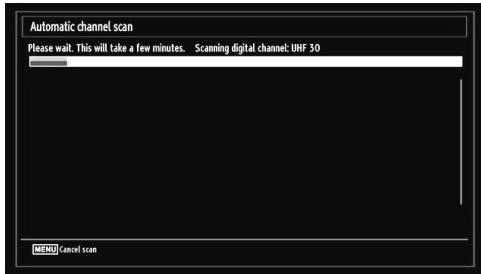 Automatic channel scan
Please wait. This will take a few minutes. Scanning digital channel: UHF 30
MENU Cancel scan